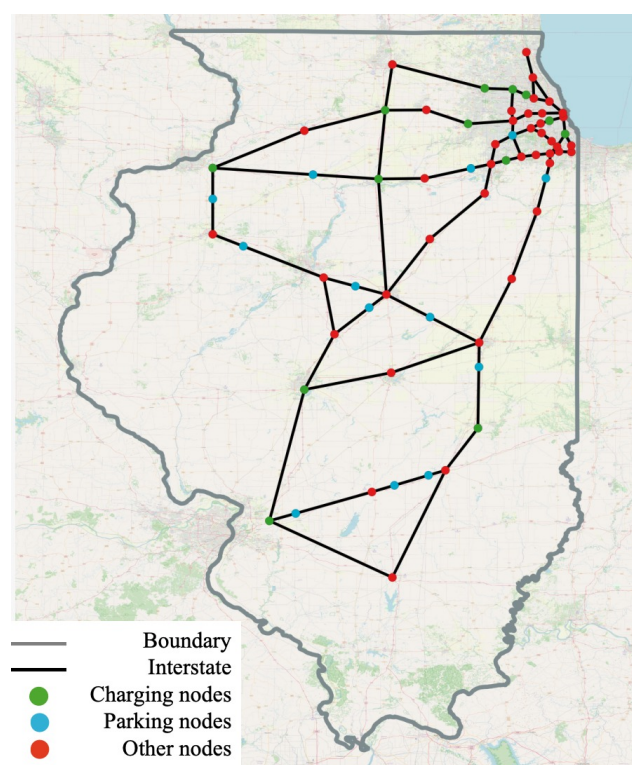 Boundary
Interstate
Charging nodes
Parking nodes
Other nodes